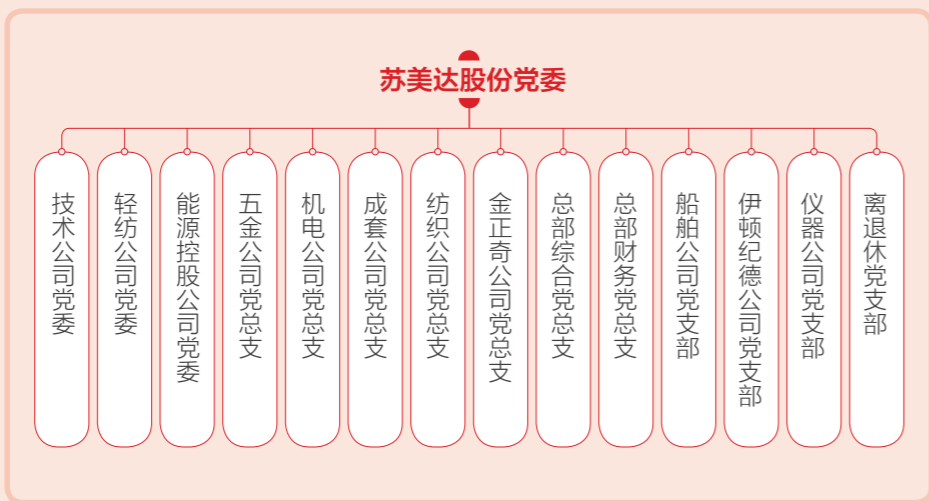 苏美达股份党委
技术公司党委
轻纺公司党委
能源控股公司党委
五金公司党总支
机电公司党总支
成套公司党总支
纺织公司党总支
金正奇公司党总支
总部综合党总支
总部财务党总支
船舶公司党支部
伊顿纪德公司党支部
仪器公司党支部
离退休党支部